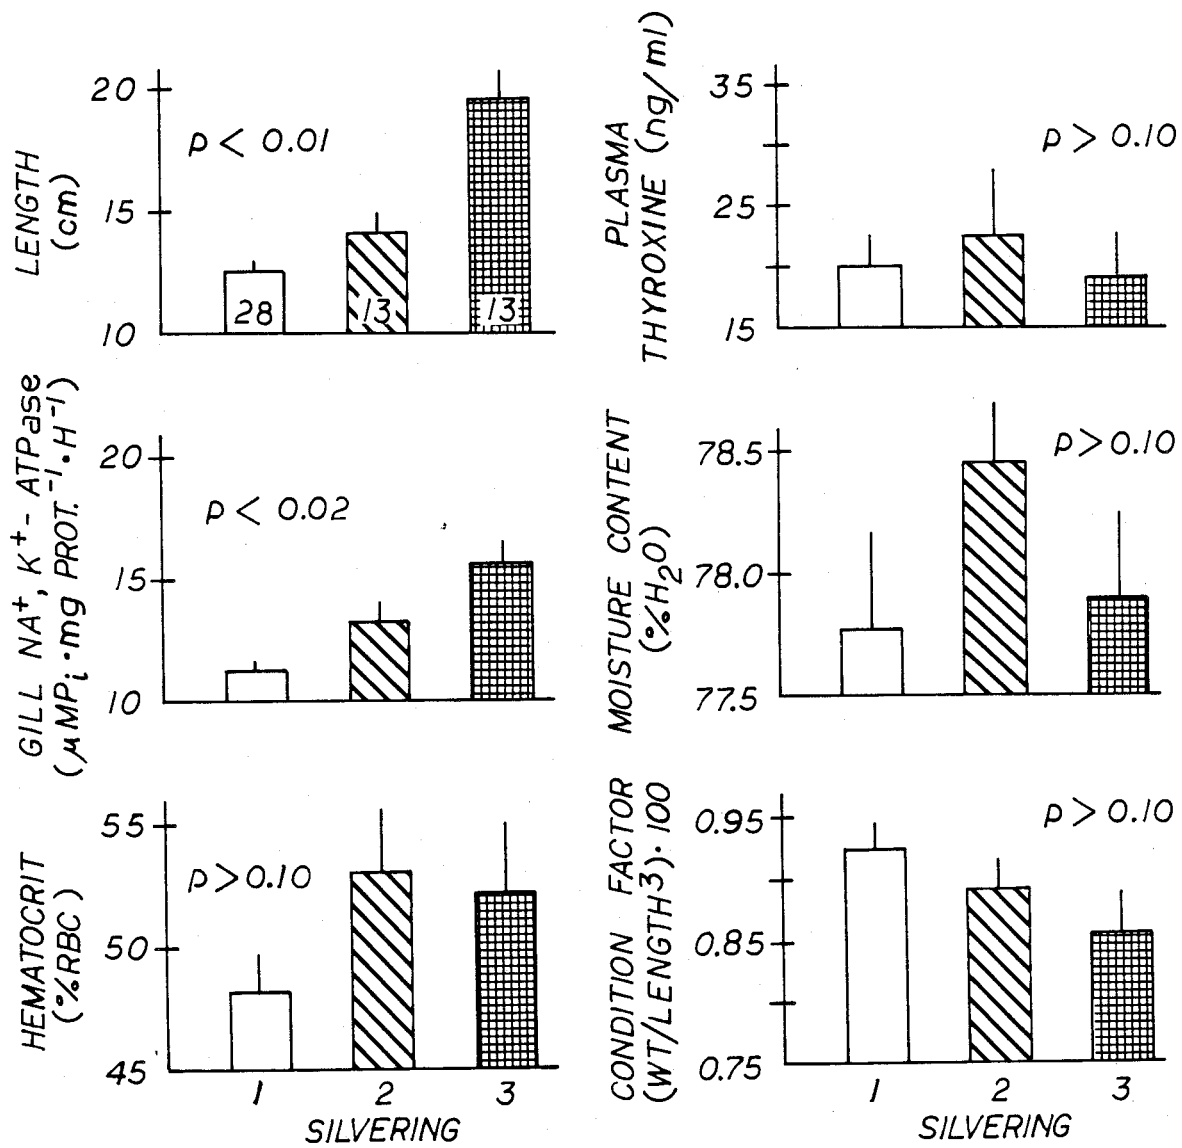 LENGTH
(cm)
20
15
10
p < 0.01
28
13
13
PLASMA
THYROXINE (ng/ml)
35
25
15
p > 0.10
GILL NA+, K+- ATPase
(μMPi·mg PROT.-1·H-1)
20
15
10
p < 0.02
MOISTURE CONTENT
(%H2O)
78.5
78.0
77.5
p > 0.10
HEMATOCRIT
(%RBC)
55
50
45
p > 0.10
1 2 3
SILVERING
CONDITION FACTOR
(WT/LENGTH3)·100
0.95
0.85
0.75
p > 0.10
1 2 3
SILVERING